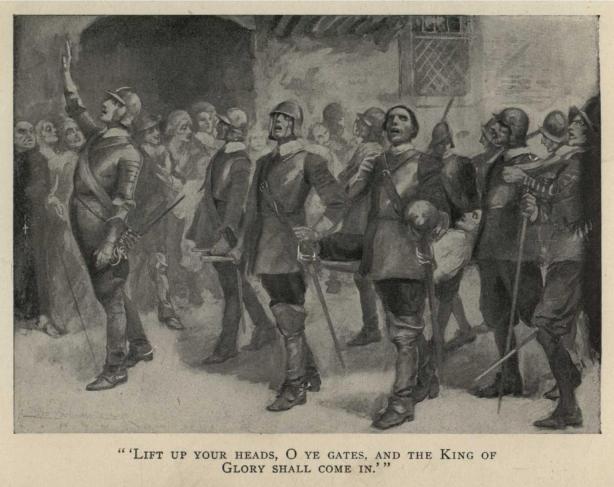 "'Lift up your heads, O ye gates, and the King of
Glory shall come in.'"